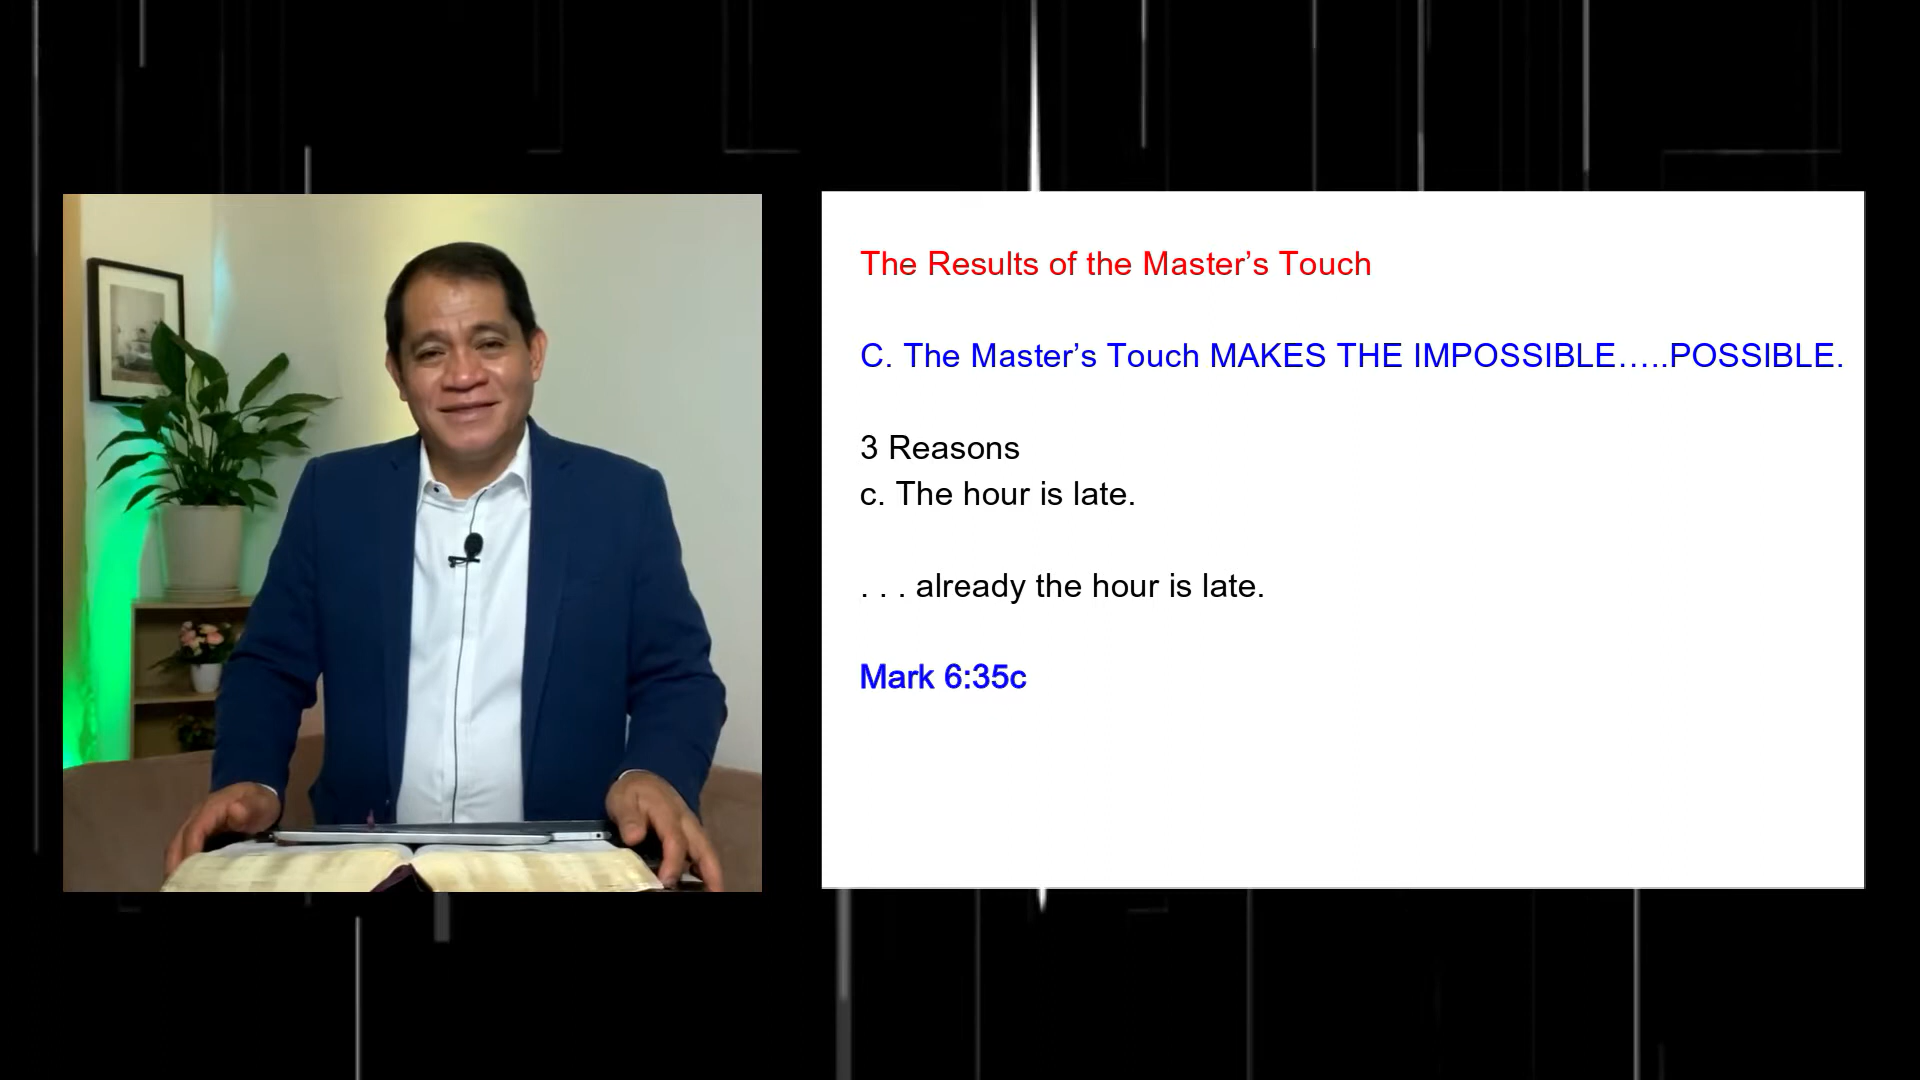 The Results of the Master’s Touch
C. The Master’s Touch MAKES THE IMPOSSIBLE…..POSSIBLE.
3 Reasons
c. The hour is late.
. . . already the hour is late.
Mark 6:35c